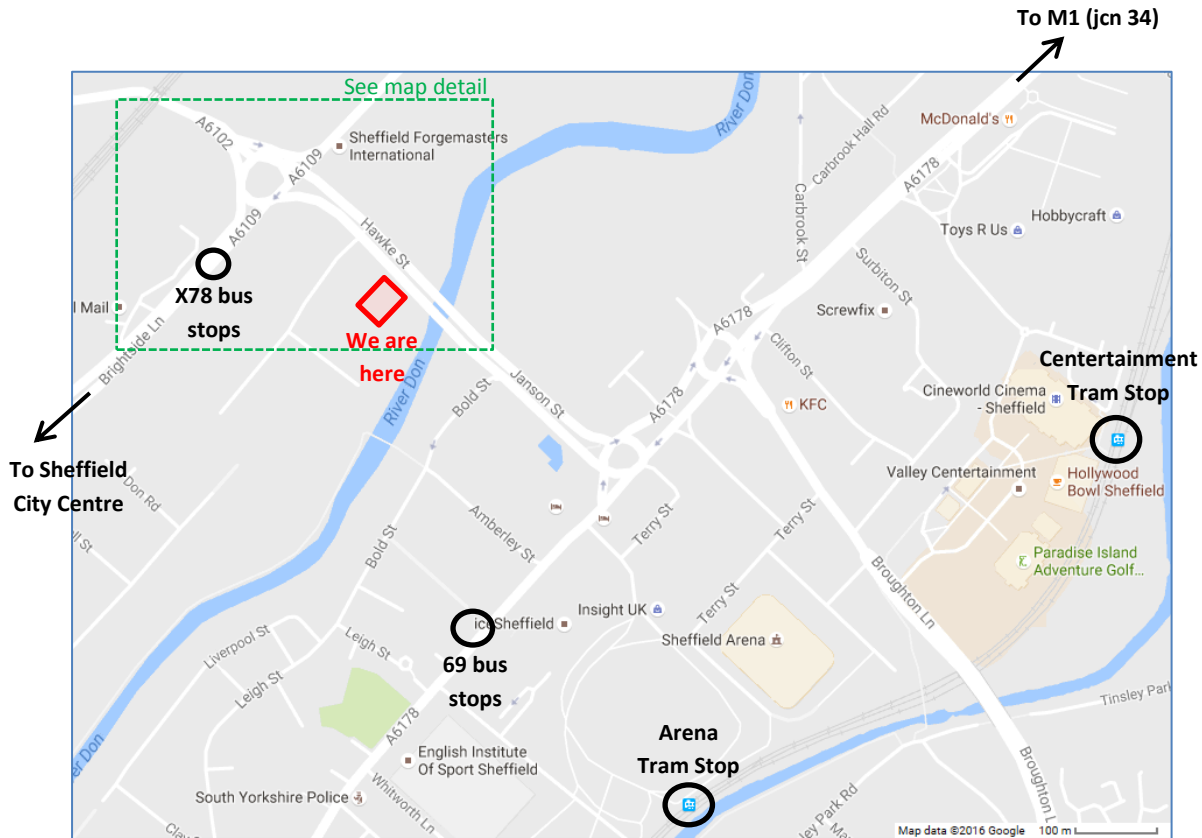 To M1 (jcn 34)
See map detail
River Don
Carbrook Hall Rd
McDonald's
A6102
A6109
Sheffield Forgemasters
International
A6178
Carbrook St
Hobbycraft
Toys R Us
A6109
Hawke St
Surbiton St
X78 bus
stops
l Mail
Screwfix
A6178
We are
here
Brightside Ln
River Don
Bold St
Janson St
Clifton St
Centertainment
Tram Stop
Cineworld Cinema
- Sheffield
A6178
KFC
To Sheffield
City Centre
Don Rd
Valley Centertainment
Hollywood
Bowl Sheffield
Amberley St
Terry St
Terry St
Bold St
Paradise Island
Adventure Golf...
Broughton Ln
Terry St
iceSheffield
Insight UK
Sheffield Arena
Liverpool St
Leigh St
Leigh St
69 bus
stops
A6178
Tinsley Park
Arena
Tram Stop
English Institute
Of Sport Sheffield
Broughton Ln
South Yorkshire Police
Whitworth Ln
Map data ©2016 Google 100 m